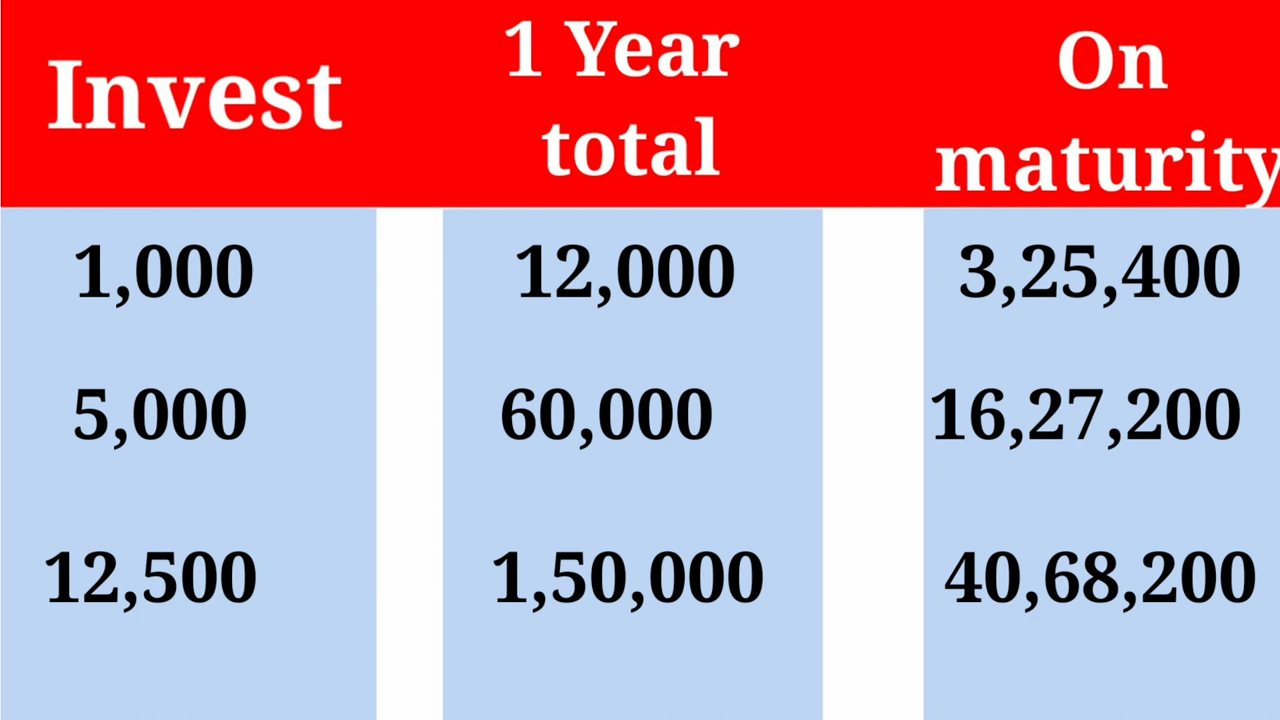 Invest
1 Year
total
On
maturity
1,000
12,000
3,25,400
5,000
60,000
16,27,200
12,500
1,50,000
40,68,200